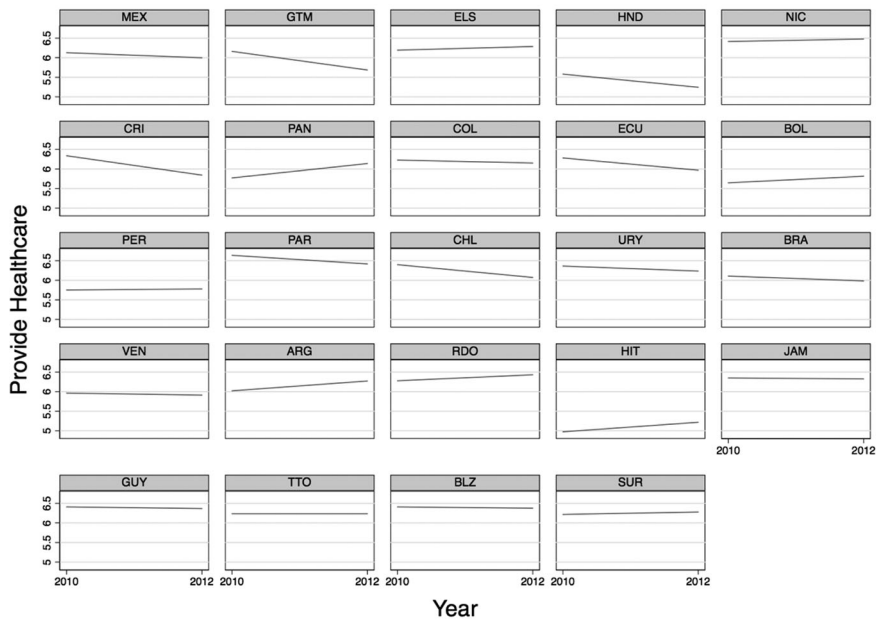 MEX GTM ELS HND NIC
6.5
6
5.5
5
CRI PAN COL ECU BOL
6.5
6
5.5
5
PER PAR CHL URY BRA
6.5
6
5.5
5
VEN ARG RDO HIT JAM
6.5
6
5.5
5
2010 2012
GUY TTO BLZ SUR
6.5
6
5.5
5
2010 2012 2010 2012 2010 2012 2010 2012
Provide Healthcare
Year